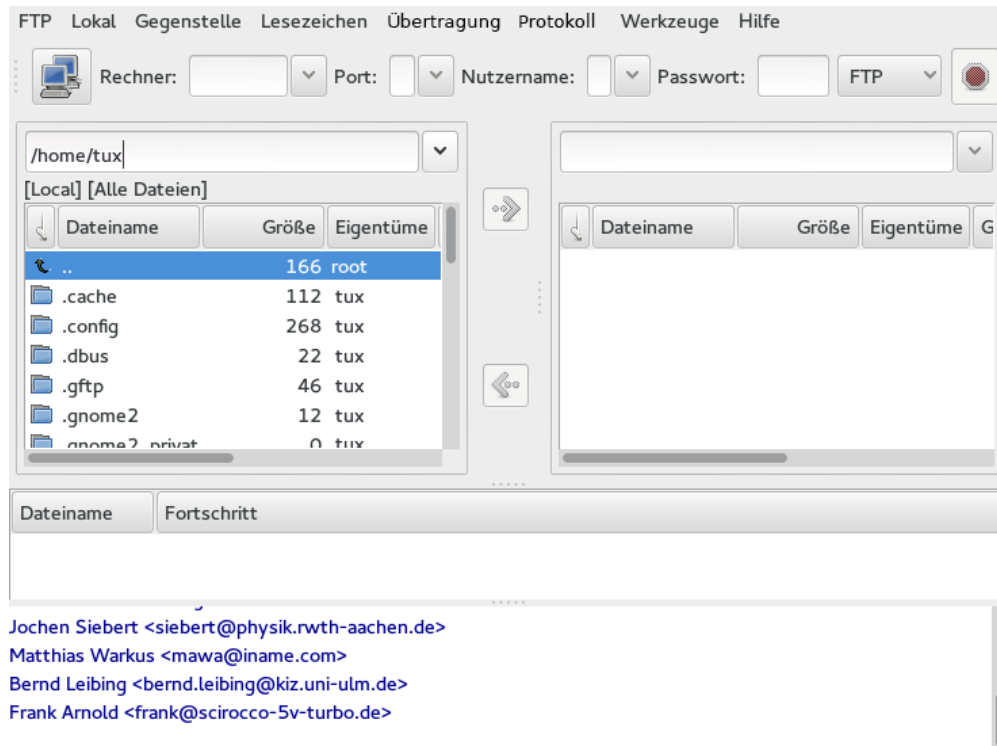 FTP Lokal Gegenstelle Lesezeichen Übertragung Protokoll Werkzeuge Hilfe
Rechner: Port: Nutzername: Passwort: FTP
/home/tux
[Local] [Alle Dateien]
Dateiname Größe Eigentüme
.. 166 root
.cache 112 tux
.config 268 tux
.dbus 22 tux
.gftp 46 tux
.gnome2 12 tux
.gnome2_privat 0 tux
Dateiname Größe Eigentüme G
Dateiname Fortschritt
Jochen Siebert <siebert@physik.rwth-aachen.de>
Matthias Warkus <mawa@iname.com>
Bernd Leibing <bernd.leibing@kiz.uni-ulm.de>
Frank Arnold <frank@scirocco-5v-turbo.de>